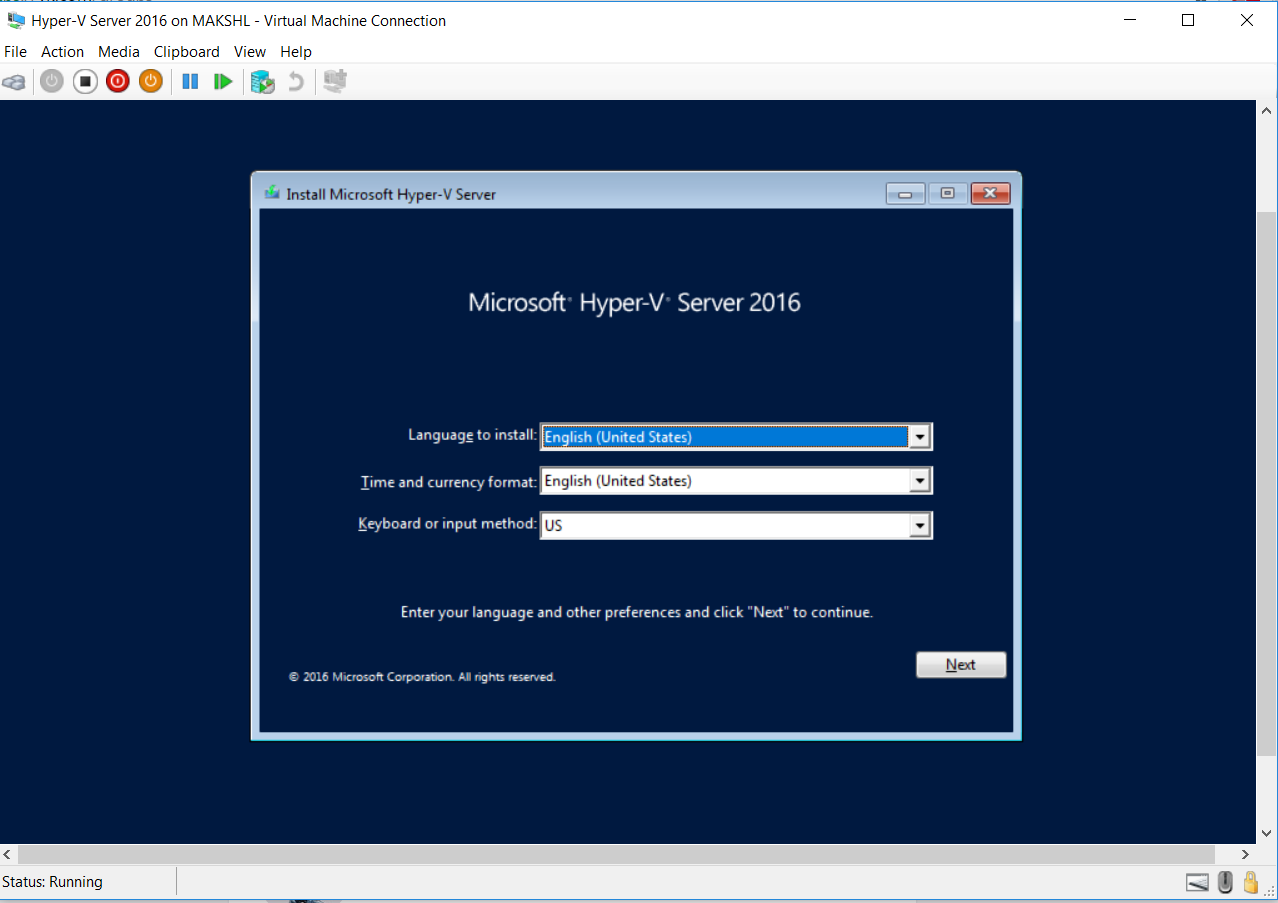 Hyper-V Server 2016 on MAKSHL - Virtual Machine Connection
File Action Media Clipboard View Help
Install Microsoft Hyper-V Server
Microsoft® Hyper-V® Server 2016
Language to install: English (United States)
Time and currency format: English (United States)
Keyboard or input method: US
Enter your language and other preferences and click "Next" to continue.
Next
© 2016 Microsoft Corporation. All rights reserved.
Status: Running